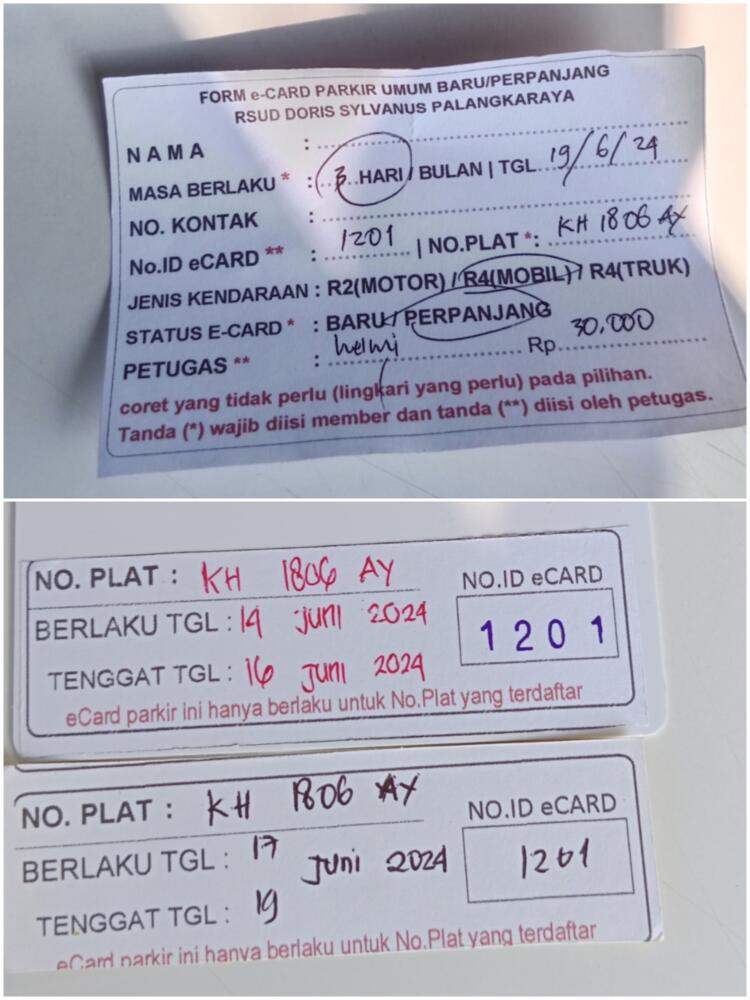 FORM e-CARD PARKIR UMUM BARU/PERPANJANG
RSUD DORIS SYLVANUS PALANGKARAYA
NAMA :
MASA BERLAKU * : 3 HARI / BULAN | TGL 19/6/24
NO. KONTAK :
No.ID eCARD ** : 1201 | NO.PLAT *: KH 1806 AY
JENIS KENDARAAN : R2(MOTOR) / R4(MOBIL) / R4(TRUK)
STATUS E-CARD * : BARU / PERPANJANG
PETUGAS ** : helmi Rp. 30.000
coret yang tidak perlu (lingkari yang perlu) pada pilihan.
Tanda (*) wajib diisi member dan tanda (**) diisi oleh petugas.
NO. PLAT : KH 1806 AY
NO.ID eCARD
BERLAKU TGL : 14 Juni 2024
1201
TENGGAT TGL : 16 Juni 2024
eCard parkir ini hanya berlaku untuk No.Plat yang terdaftar
NO. PLAT : KH 1806 AY
NO.ID eCARD
BERLAKU TGL : 17 Juni 2024
1201
TENGGAT TGL : 19
eCard parkir ini hanya berlaku untuk No.Plat yang terdaftar